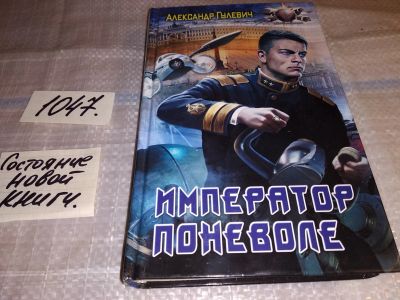 Александр Гулевич
1047.
Состояние
новой
книги.
ИМПЕРАТОР
ПОНЕВОЛЕ